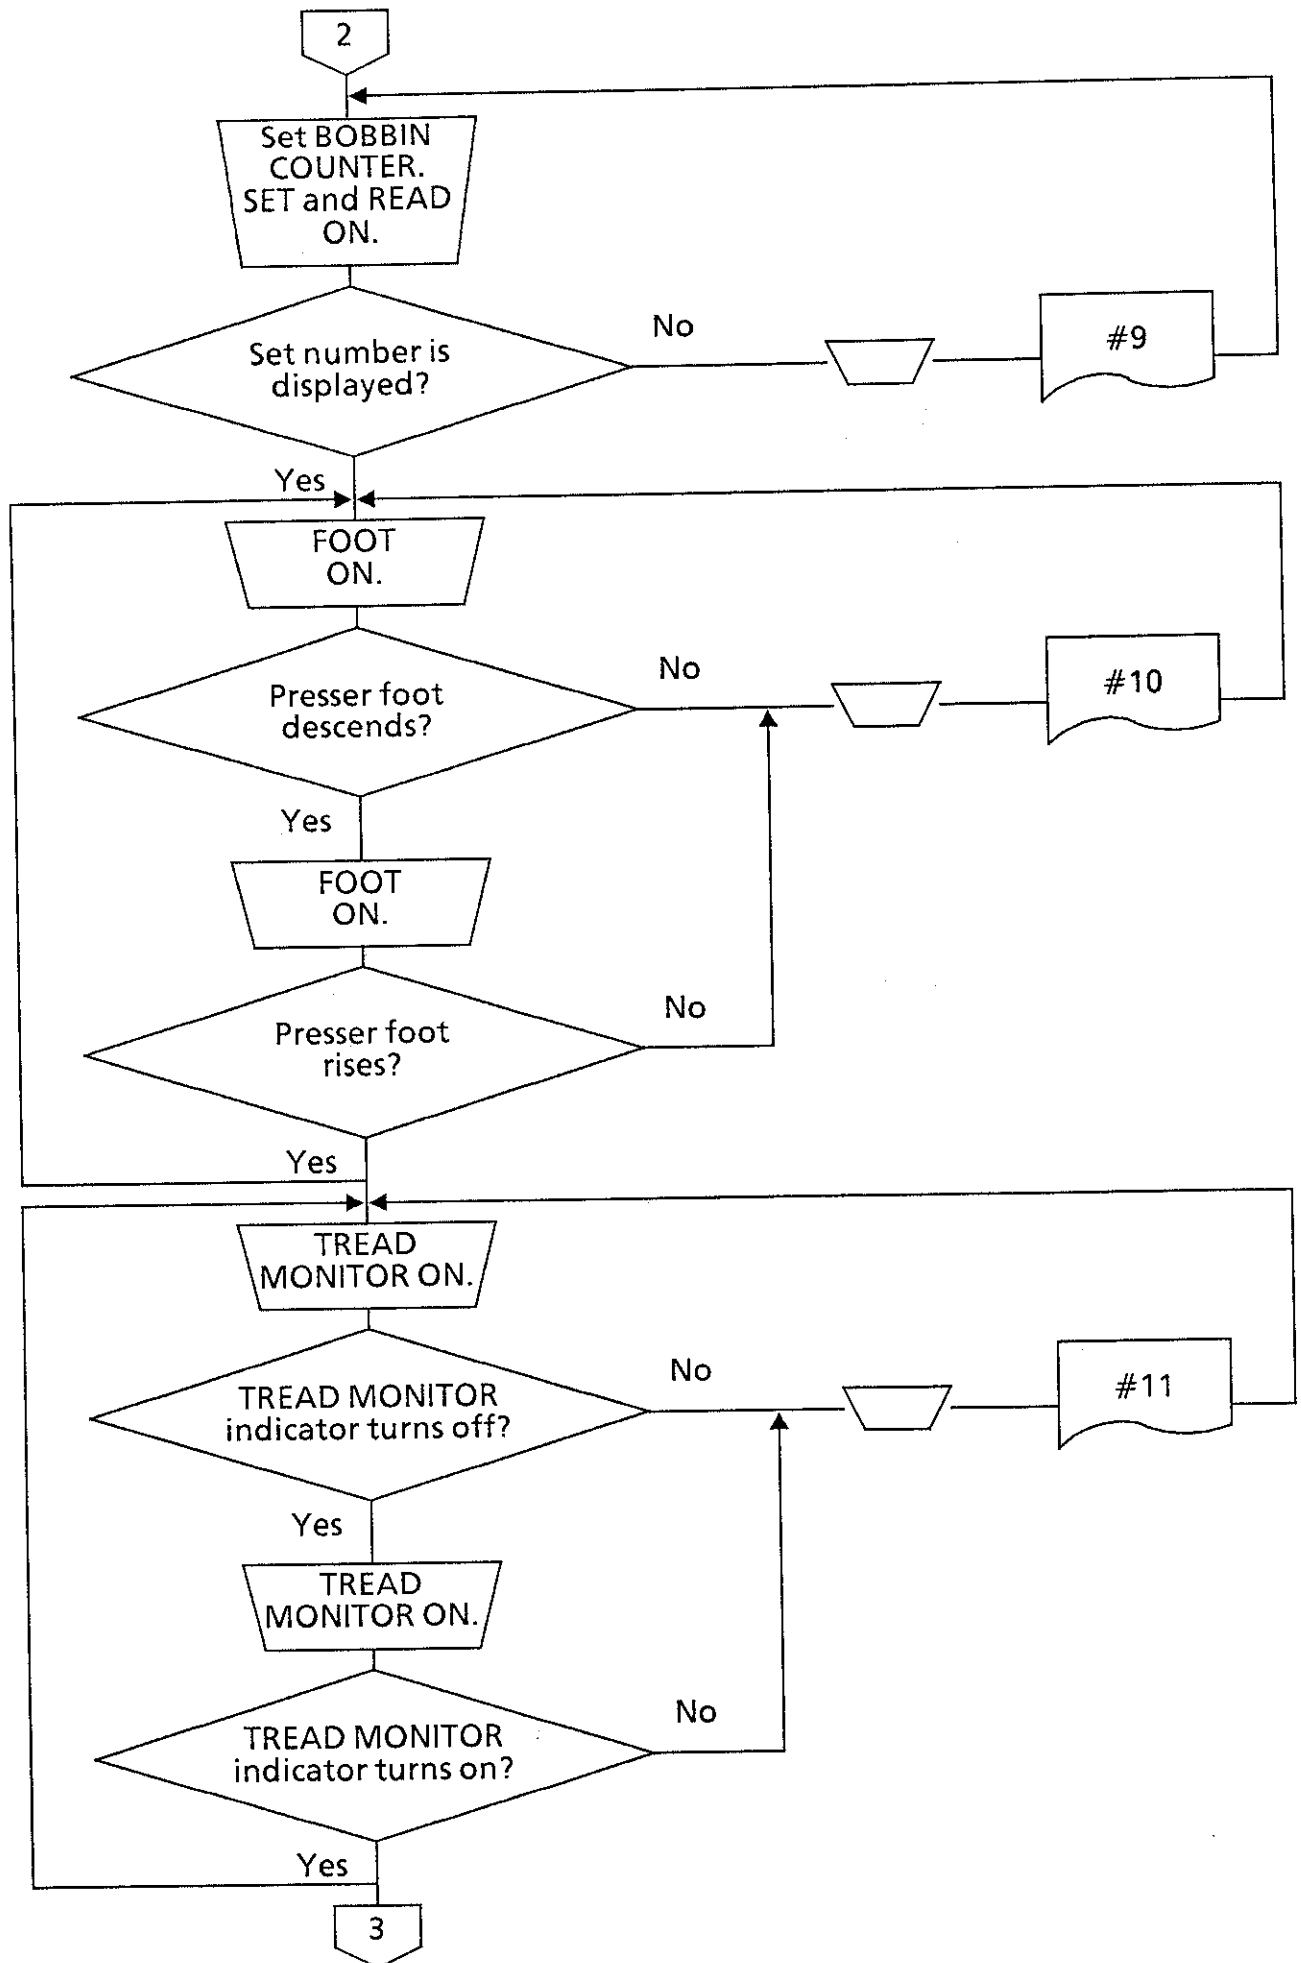 2
Set BOBBIN
COUNTER.
SET and READ
ON.
Set number is
displayed?
No
#9
Yes
FOOT
ON.
Presser foot
descends?
No
#10
Yes
FOOT
ON.
Presser foot
rises?
No
Yes
TREAD
MONITOR ON.
TREAD MONITOR
indicator turns off?
No
#11
Yes
TREAD
MONITOR ON.
TREAD MONITOR
indicator turns on?
No
Yes
3